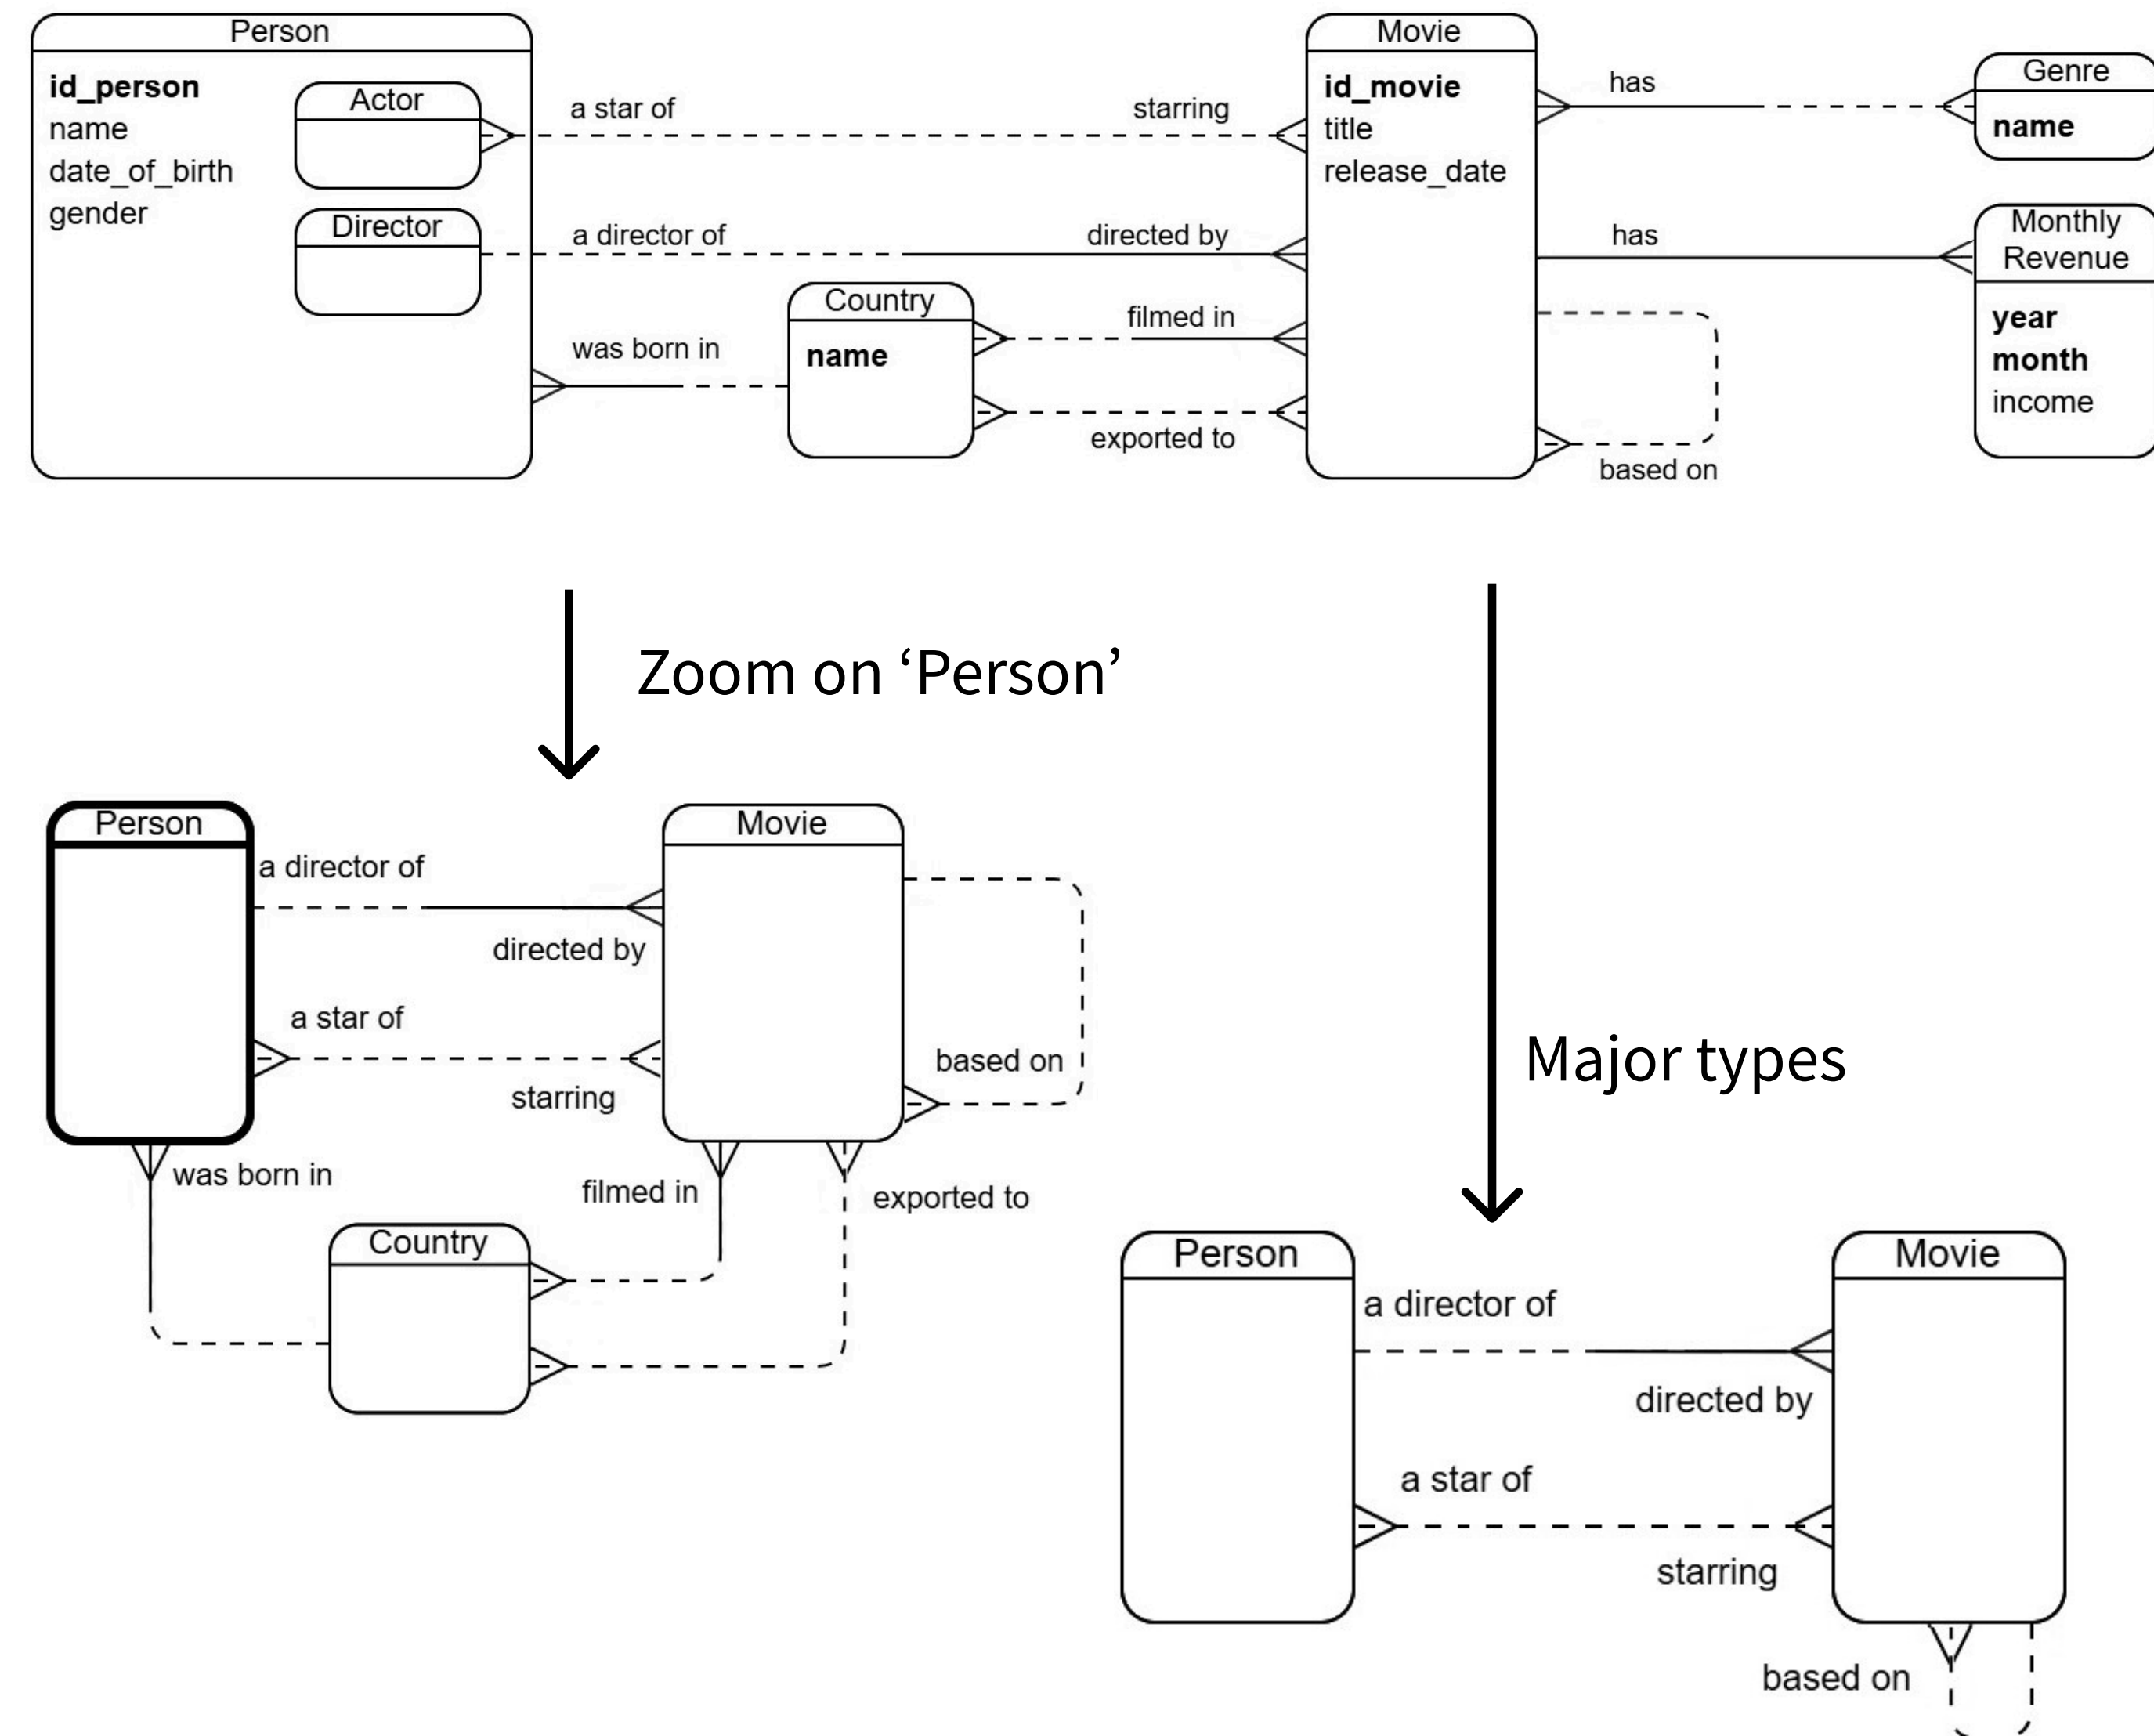 Person
id_person
name
date_of_birth
gender
Actor
Director
a star of
starring
a director of
directed by
was born in
Country
name
filmed in
exported to
Movie
id_movie
title
release_date
has
Genre
name
has
Monthly
Revenue
year
month
income
based on
Zoom on ‘Person’
Major types
Person
a director of
directed by
a star of
starring
was born in
Movie
based on
filmed in
exported to
Country
Person
a director of
directed by
a star of
starring
Movie
based on